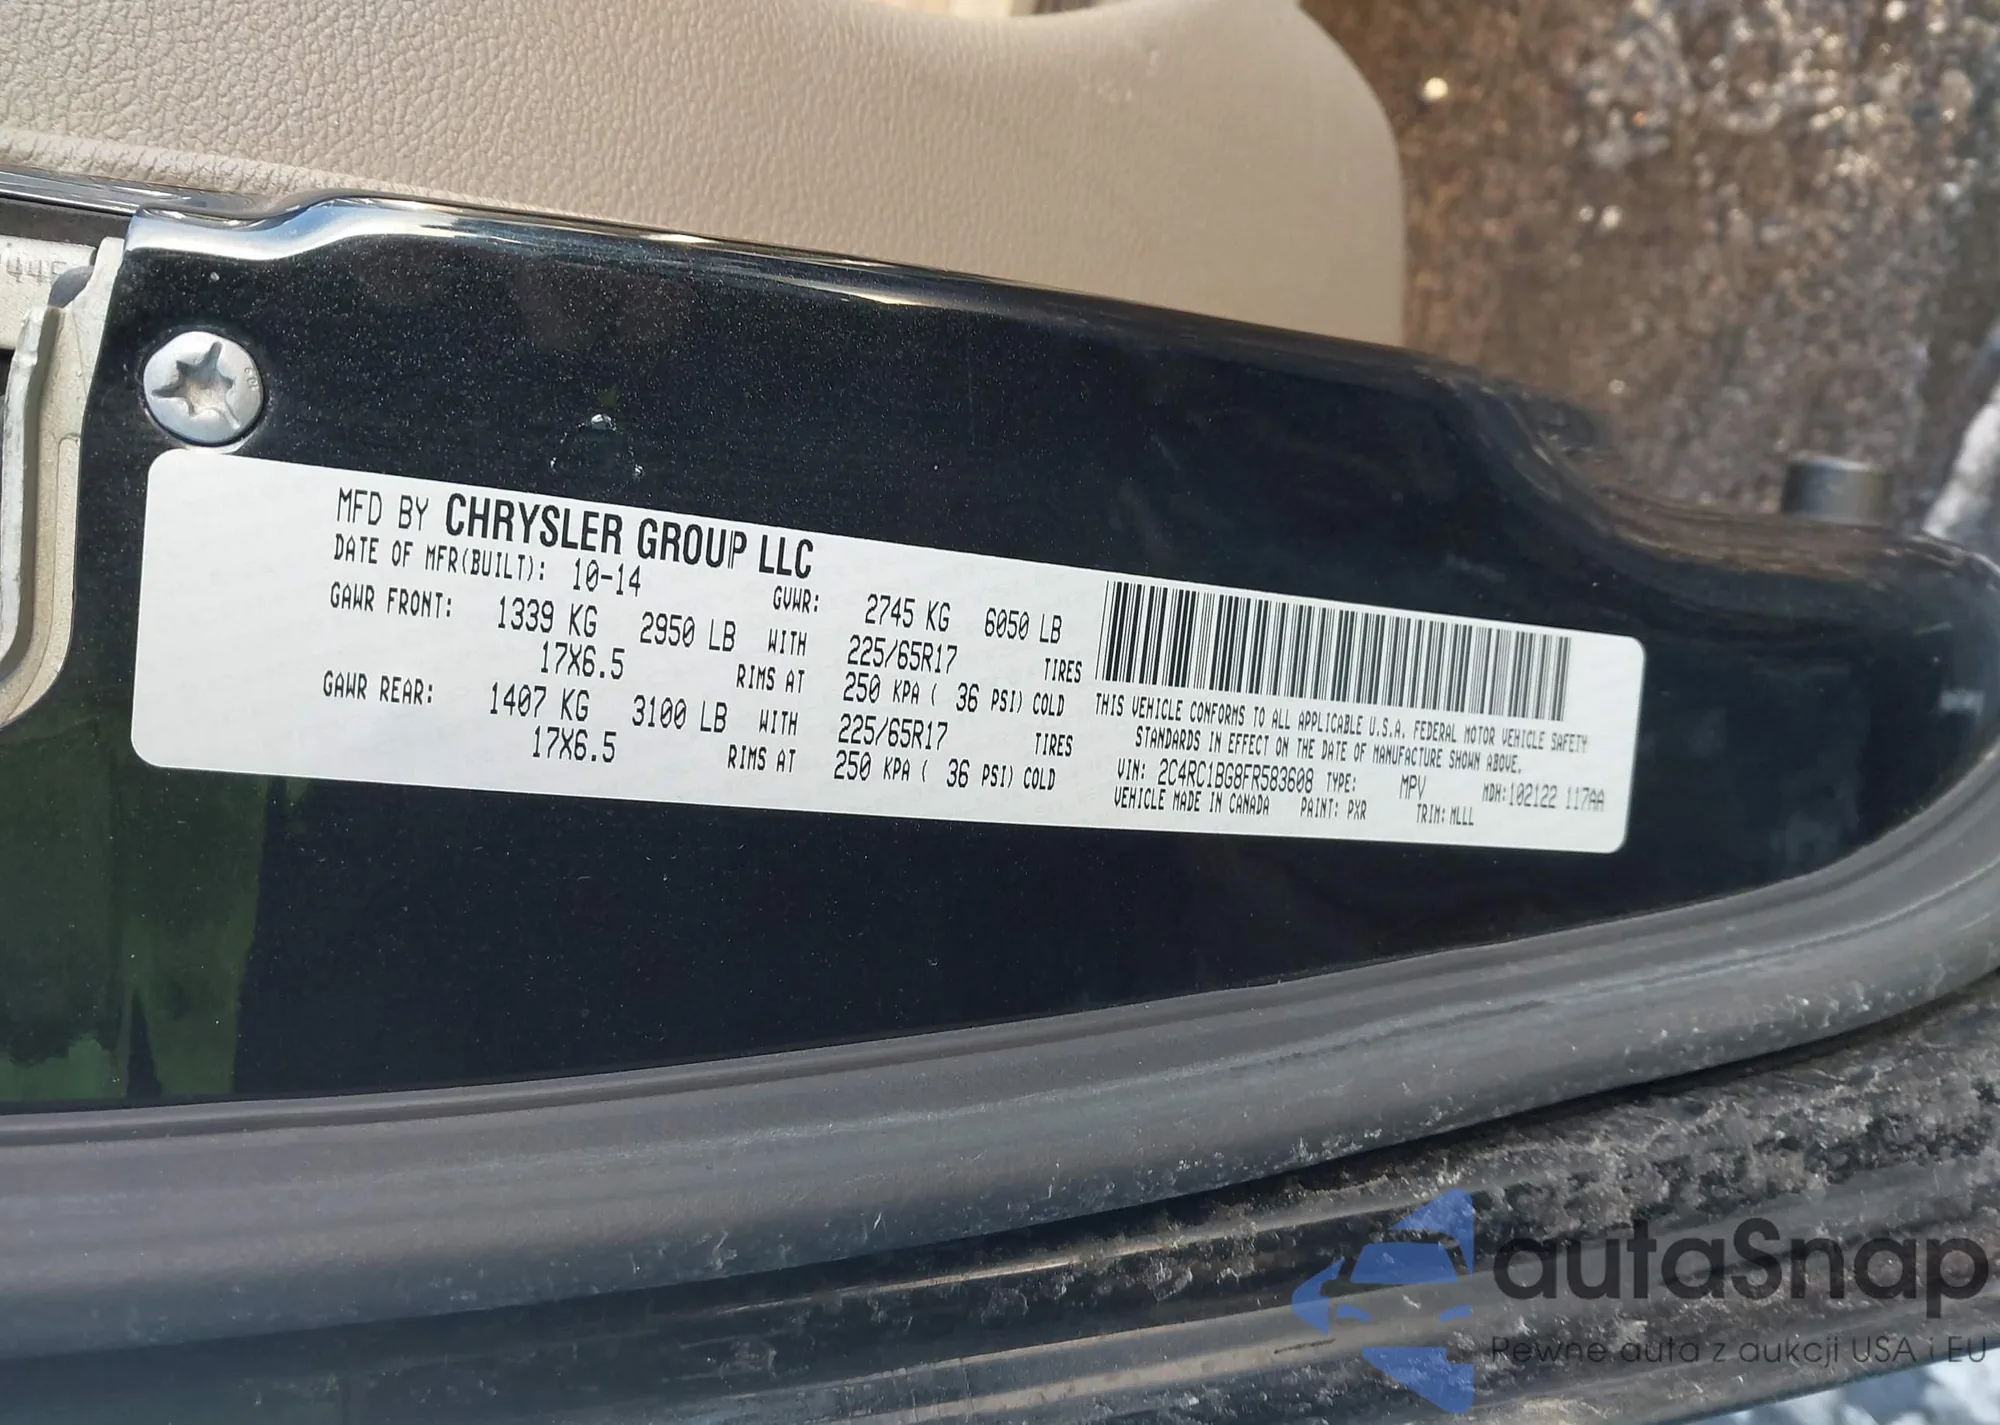 MFD BY CHRYSLER GROUP LLC
DATE OF MFR(BUILT): 10-14 GVWR: 2745 KG 6050 LB
GAWR FRONT: 1339 KG 2950 LB WITH 225/65R17 TIRES
17X6.5 RIMS AT 250 KPA ( 36 PSI) COLD
GAWR REAR: 1407 KG 3100 LB WITH 225/65R17 TIRES
17X6.5 RIMS AT 250 KPA ( 36 PSI) COLD
THIS VEHICLE CONFORMS TO ALL APPLICABLE U.S.A. FEDERAL MOTOR VEHICLE SAFETY
STANDARDS IN EFFECT ON THE DATE OF MANUFACTURE SHOWN ABOVE.
VIN: 2C4RC1BG8FR583608 TYPE: MPV MDH:102122 117AA
VEHICLE MADE IN CANADA PAINT: PXR TRIM: MLLL
autaSnap
Pewne auta z aukcji USA i EU